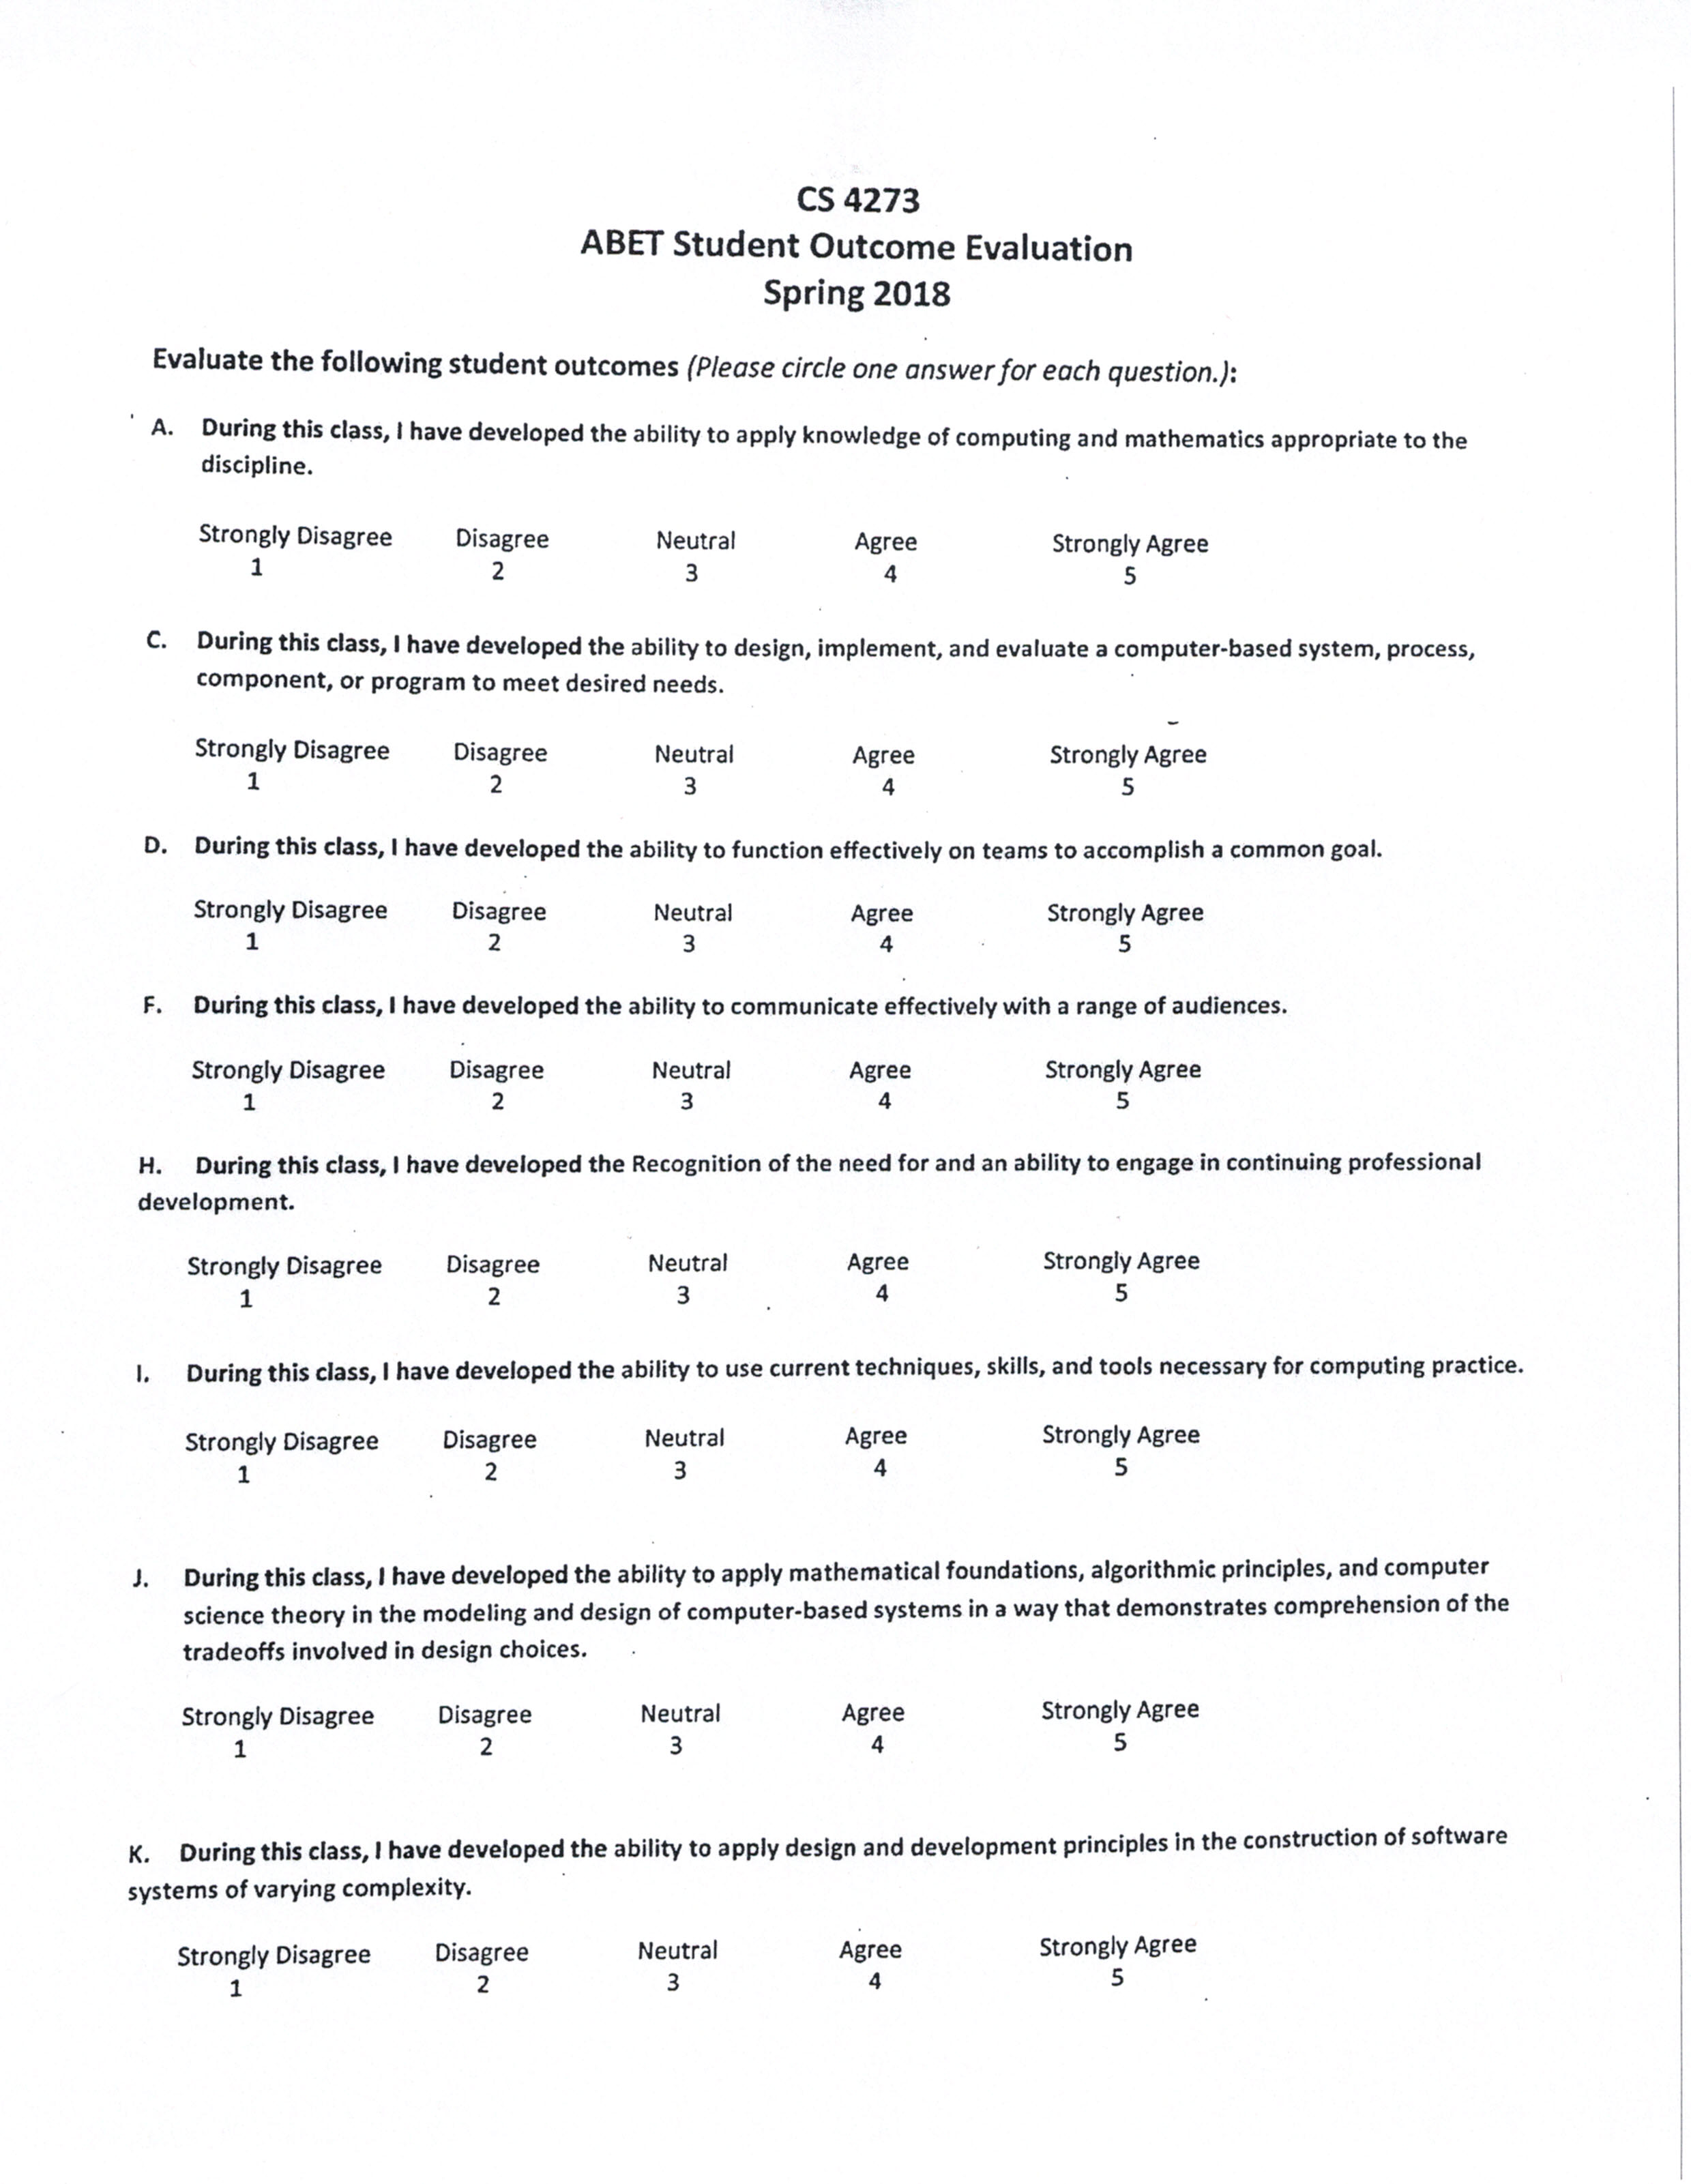 CS 4273
ABET Student Outcome Evaluation
Spring 2018
Evaluate the following student outcomes (Please circle one answer for each question.):
A. During this class, I have developed the ability to apply knowledge of computing and mathematics appropriate to the
discipline.
Strongly Disagree Disagree Neutral Agree Strongly Agree
1 2 3 4 5
C. During this class, I have developed the ability to design, implement, and evaluate a computer-based system, process,
component, or program to meet desired needs.
Strongly Disagree Disagree Neutral Agree Strongly Agree
1 2 3 4 5
D. During this class, I have developed the ability to function effectively on teams to accomplish a common goal.
Strongly Disagree Disagree Neutral Agree Strongly Agree
1 2 3 4 5
F. During this class, I have developed the ability to communicate effectively with a range of audiences.
Strongly Disagree Disagree Neutral Agree Strongly Agree
1 2 3 4 5
H. During this class, I have developed the Recognition of the need for and an ability to engage in continuing professional
development.
Strongly Disagree Disagree Neutral Agree Strongly Agree
1 2 3 4 5
I. During this class, I have developed the ability to use current techniques, skills, and tools necessary for computing practice.
Strongly Disagree Disagree Neutral Agree Strongly Agree
1 2 3 4 5
J. During this class, I have developed the ability to apply mathematical foundations, algorithmic principles, and computer
science theory in the modeling and design of computer-based systems in a way that demonstrates comprehension of the
tradeoffs involved in design choices.
Strongly Disagree Disagree Neutral Agree Strongly Agree
1 2 3 4 5
K. During this class, I have developed the ability to apply design and development principles in the construction of software
systems of varying complexity.
Strongly Disagree Disagree Neutral Agree Strongly Agree
1 2 3 4 5